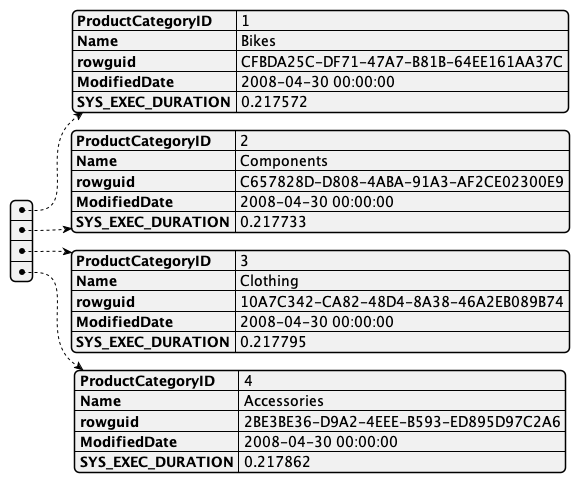 ProductCategoryID 1
Name Bikes
rowguid CFBDA25C-DF71-47A7-B81B-64EE161AA37C
ModifiedDate 2008-04-30 00:00:00
SYS_EXEC_DURATION 0.217572
ProductCategoryID 2
Name Components
rowguid C657828D-D808-4ABA-91A3-AF2CE02300E9
ModifiedDate 2008-04-30 00:00:00
SYS_EXEC_DURATION 0.217733
ProductCategoryID 3
Name Clothing
rowguid 10A7C342-CA82-48D4-8A38-46A2EB089B74
ModifiedDate 2008-04-30 00:00:00
SYS_EXEC_DURATION 0.217795
ProductCategoryID 4
Name Accessories
rowguid 2BE3BE36-D9A2-4EEE-B593-ED895D97C2A6
ModifiedDate 2008-04-30 00:00:00
SYS_EXEC_DURATION 0.217862